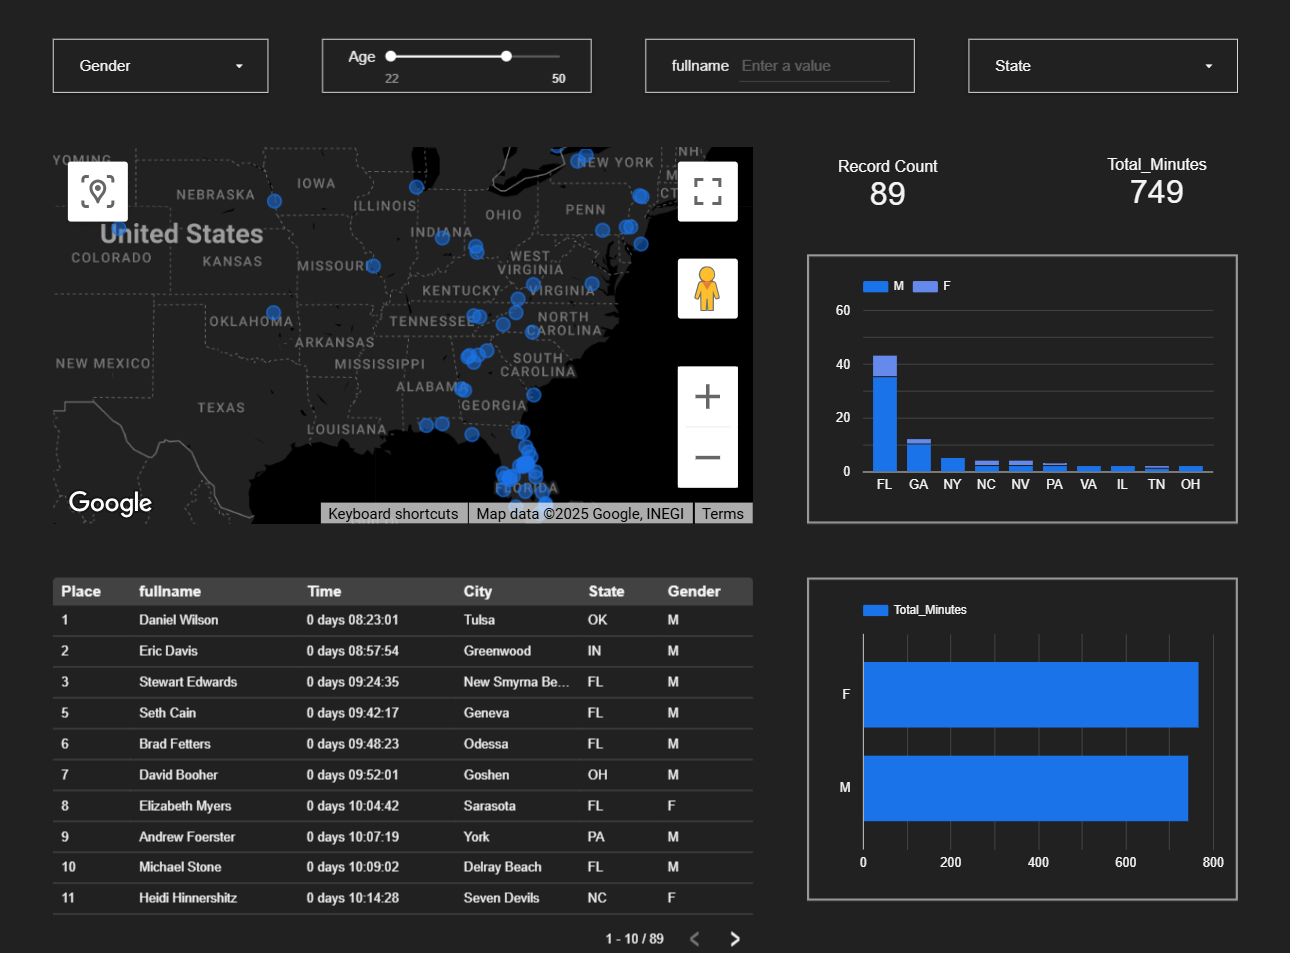 Gender
Age
22 50
fullname Enter a value
State
YOMING
NEBRASKA
IOWA
ILLINOIS
INDIANA
OHIO
PENN
NEW YORK
NH
M
CT
United States
COLORADO
KANSAS
MISSOURI
WEST
VIRGINIA
KENTUCKY
VIRGINIA
OKLAHOMA
TENNESSEE
NORTH
CAROLINA
ARKANSAS
NEW MEXICO
MISSISSIPPI
SOUTH
CAROLINA
ALABAMA
TEXAS
GEORGIA
LOUISIANA
FLORIDA
Google
Keyboard shortcuts Map data ©2025 Google, INEGI Terms
Record Count
89
Total_Minutes
749
M F
60
40
20
0
FL GA NY NC NV PA VA IL TN OH
Place fullname Time City State Gender
1 Daniel Wilson 0 days 08:23:01 Tulsa OK M
2 Eric Davis 0 days 08:57:54 Greenwood IN M
3 Stewart Edwards 0 days 09:24:35 New Smyrna Be... FL M
5 Seth Cain 0 days 09:42:17 Geneva FL M
6 Brad Fetters 0 days 09:48:23 Odessa FL M
7 David Booher 0 days 09:52:01 Goshen OH M
8 Elizabeth Myers 0 days 10:04:42 Sarasota FL F
9 Andrew Foerster 0 days 10:07:19 York PA M
10 Michael Stone 0 days 10:09:02 Delray Beach FL M
11 Heidi Hinnershitz 0 days 10:14:28 Seven Devils NC F
1 - 10 / 89
Total_Minutes
F
M
0 200 400 600 800